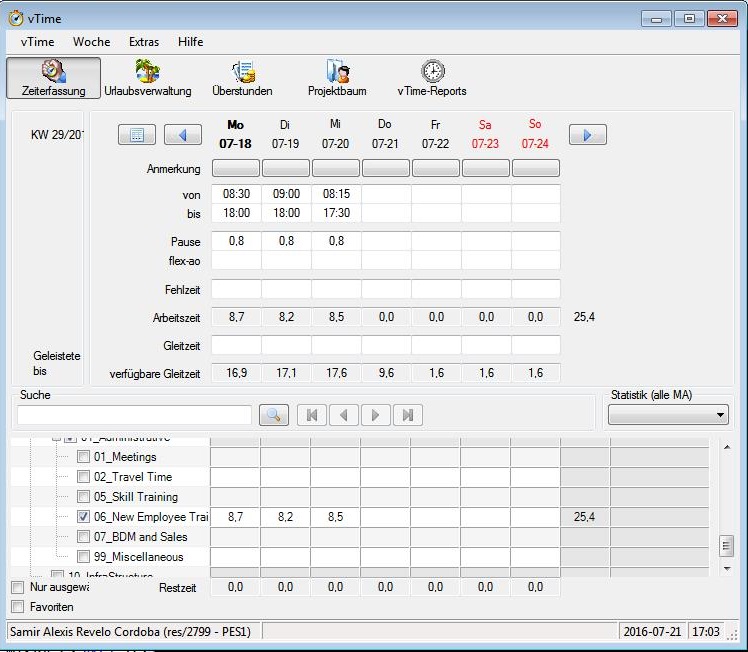 vTime
vTime Woche Extras Hilfe
Zeiterfassung Urlaubsverwaltung Überstunden Projektbaum vTime-Reports
KW 29/201
Mo Di Mi Do Fr Sa So
07-18 07-19 07-20 07-21 07-22 07-23 07-24
Anmerkung
von 08:30 09:00 08:15
bis 18:00 18:00 17:30
Pause 0,8 0,8 0,8
flex-ao
Fehlzeit
Arbeitszeit 8,7 8,2 8,5 0,0 0,0 0,0 0,0 25,4
Gleitzeit
Geleistete
bis
verfügbare Gleitzeit 16,9 17,1 17,6 9,6 1,6 1,6 1,6
Suche Statistik (alle MA)
01_Administrative
01_Meetings
02_Travel Time
05_Skill Training
06_New Employee Trai 8,7 8,2 8,5 25,4
07_BDM and Sales
99_Miscellaneous
10_InfraStructure
Nur ausgewä Restzeit 0,0 0,0 0,0 0,0 0,0 0,0 0,0
Favoriten
Samir Alexis Revelo Cordoba (res/2799 - PES1) 2016-07-21 17:03